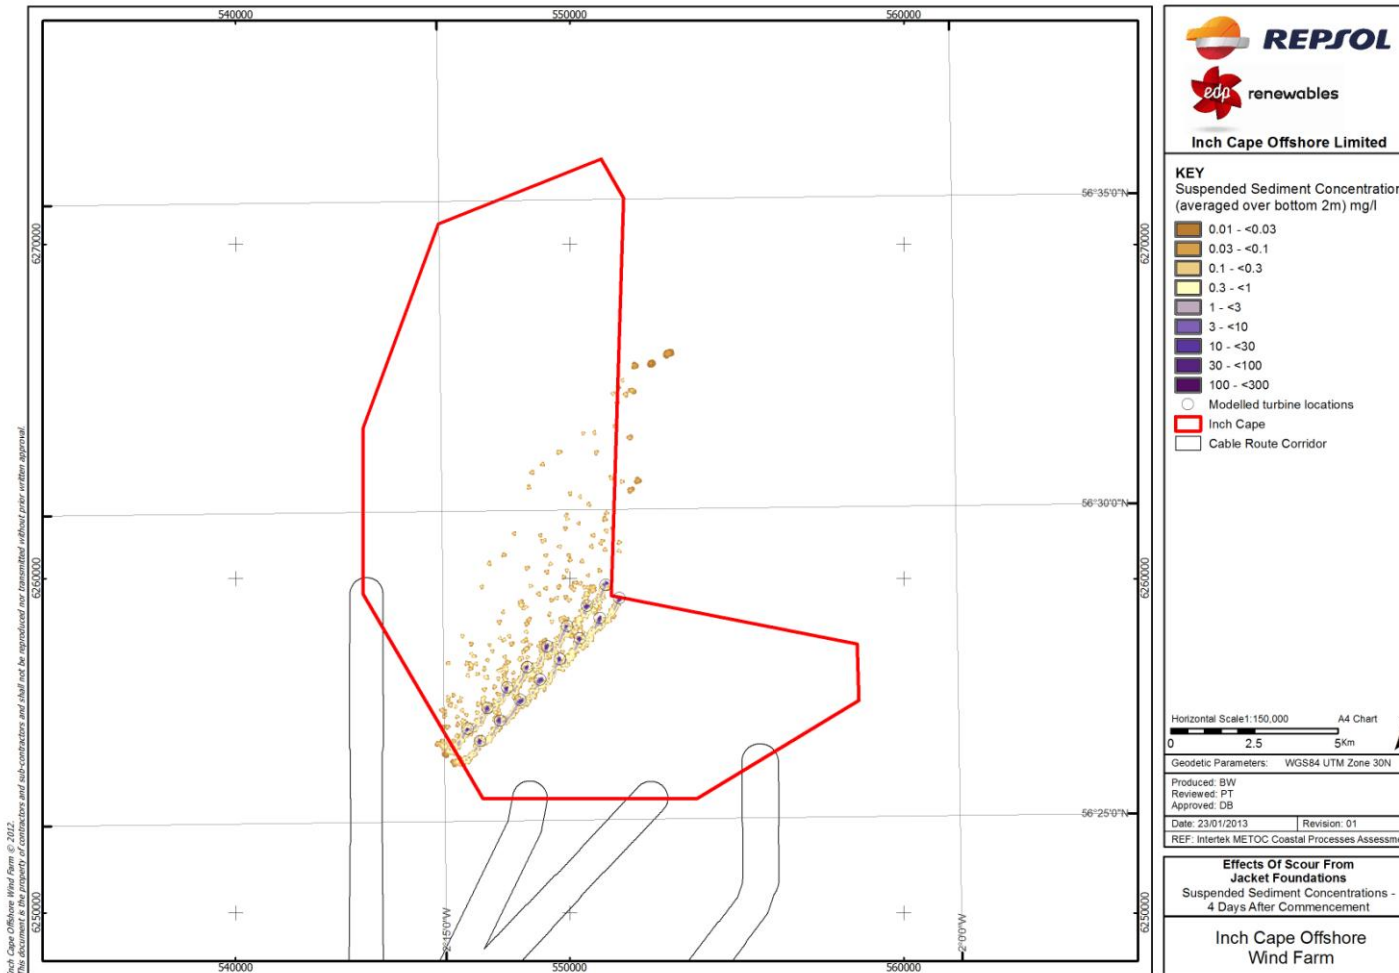 540000
550000
560000
56°35'0"N
6270000
6270000
56°30'0"N
6260000
6260000
56°25'0"N
6250000
6250000
2°15'0"W
2°0'0"W
540000
550000
560000
Inch Cape Offshore Wind Farm © 2012.
This document is the property of contractors and sub-contractors and shall not be reproduced nor transmitted without prior written approval.
REPSOL
edp renewables
Inch Cape Offshore Limited
KEY
Suspended Sediment Concentration
(averaged over bottom 2m) mg/l
0.01 - <0.03
0.03 - <0.1
0.1 - <0.3
0.3 - <1
1 - <3
3 - <10
10 - <30
30 - <100
100 - <300
Modelled turbine locations
Inch Cape
Cable Route Corridor
Horizontal Scale1:150,000 A4 Chart
0 2.5 5Km
Geodetic Parameters: WGS84 UTM Zone 30N
Produced: BW
Reviewed: PT
Approved: DB
Date: 23/01/2013 Revision: 01
REF: Intertek METOC Coastal Processes Assessm
Effects Of Scour From
Jacket Foundations
Suspended Sediment Concentrations -
4 Days After Commencement
Inch Cape Offshore
Wind Farm